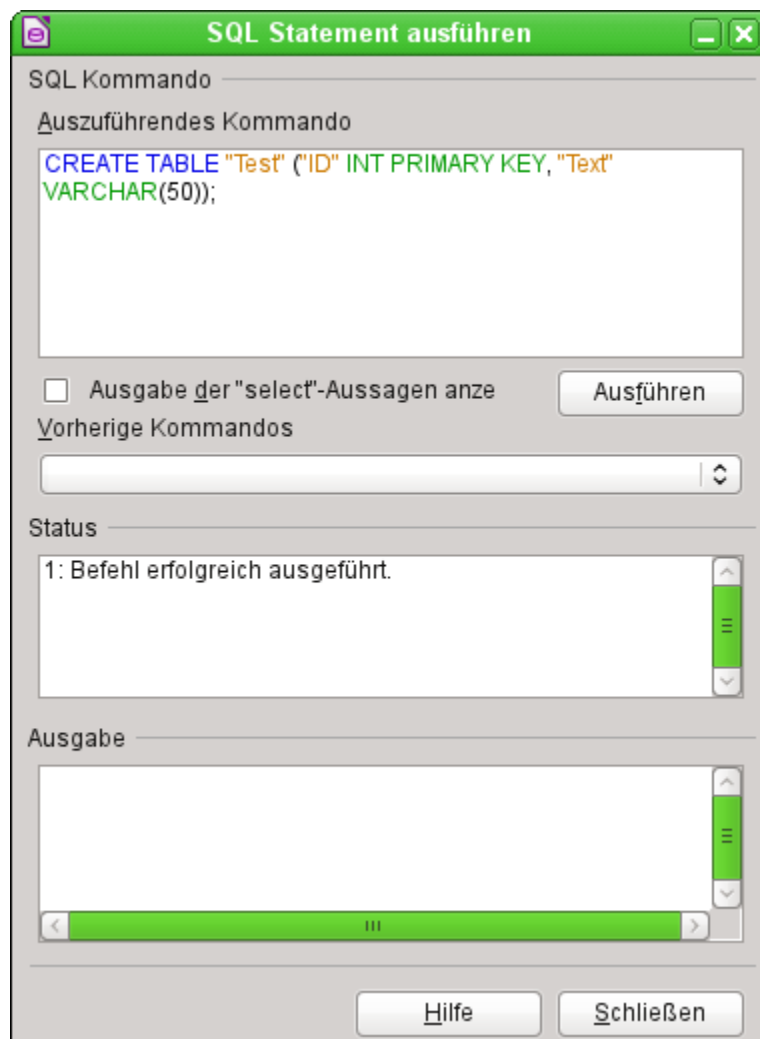 SQL Statement ausführen
SQL Kommando
Auszuführendes Kommando
CREATE TABLE "Test" ("ID" INT PRIMARY KEY, "Text"
VARCHAR(50));
Ausgabe der "select"-Aussagen anze
Ausführen
Vorherige Kommandos
Status
1: Befehl erfolgreich ausgeführt.
Ausgabe
Hilfe
Schließen